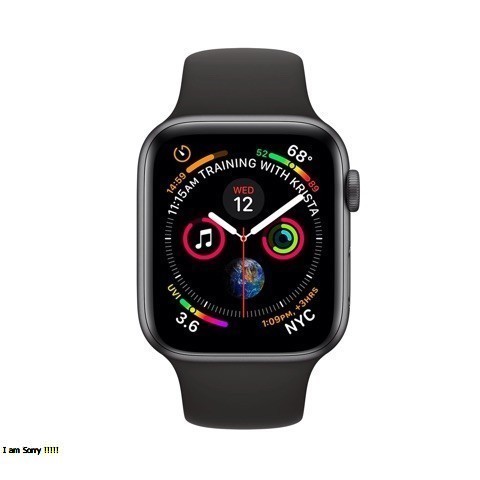 14:59
52 68° 89
11:15AM TRAINING WITH KRISTA
WED
12
UVI
3.6
1:09PM, +3HRS
NYC
I am Sorry !!!!!